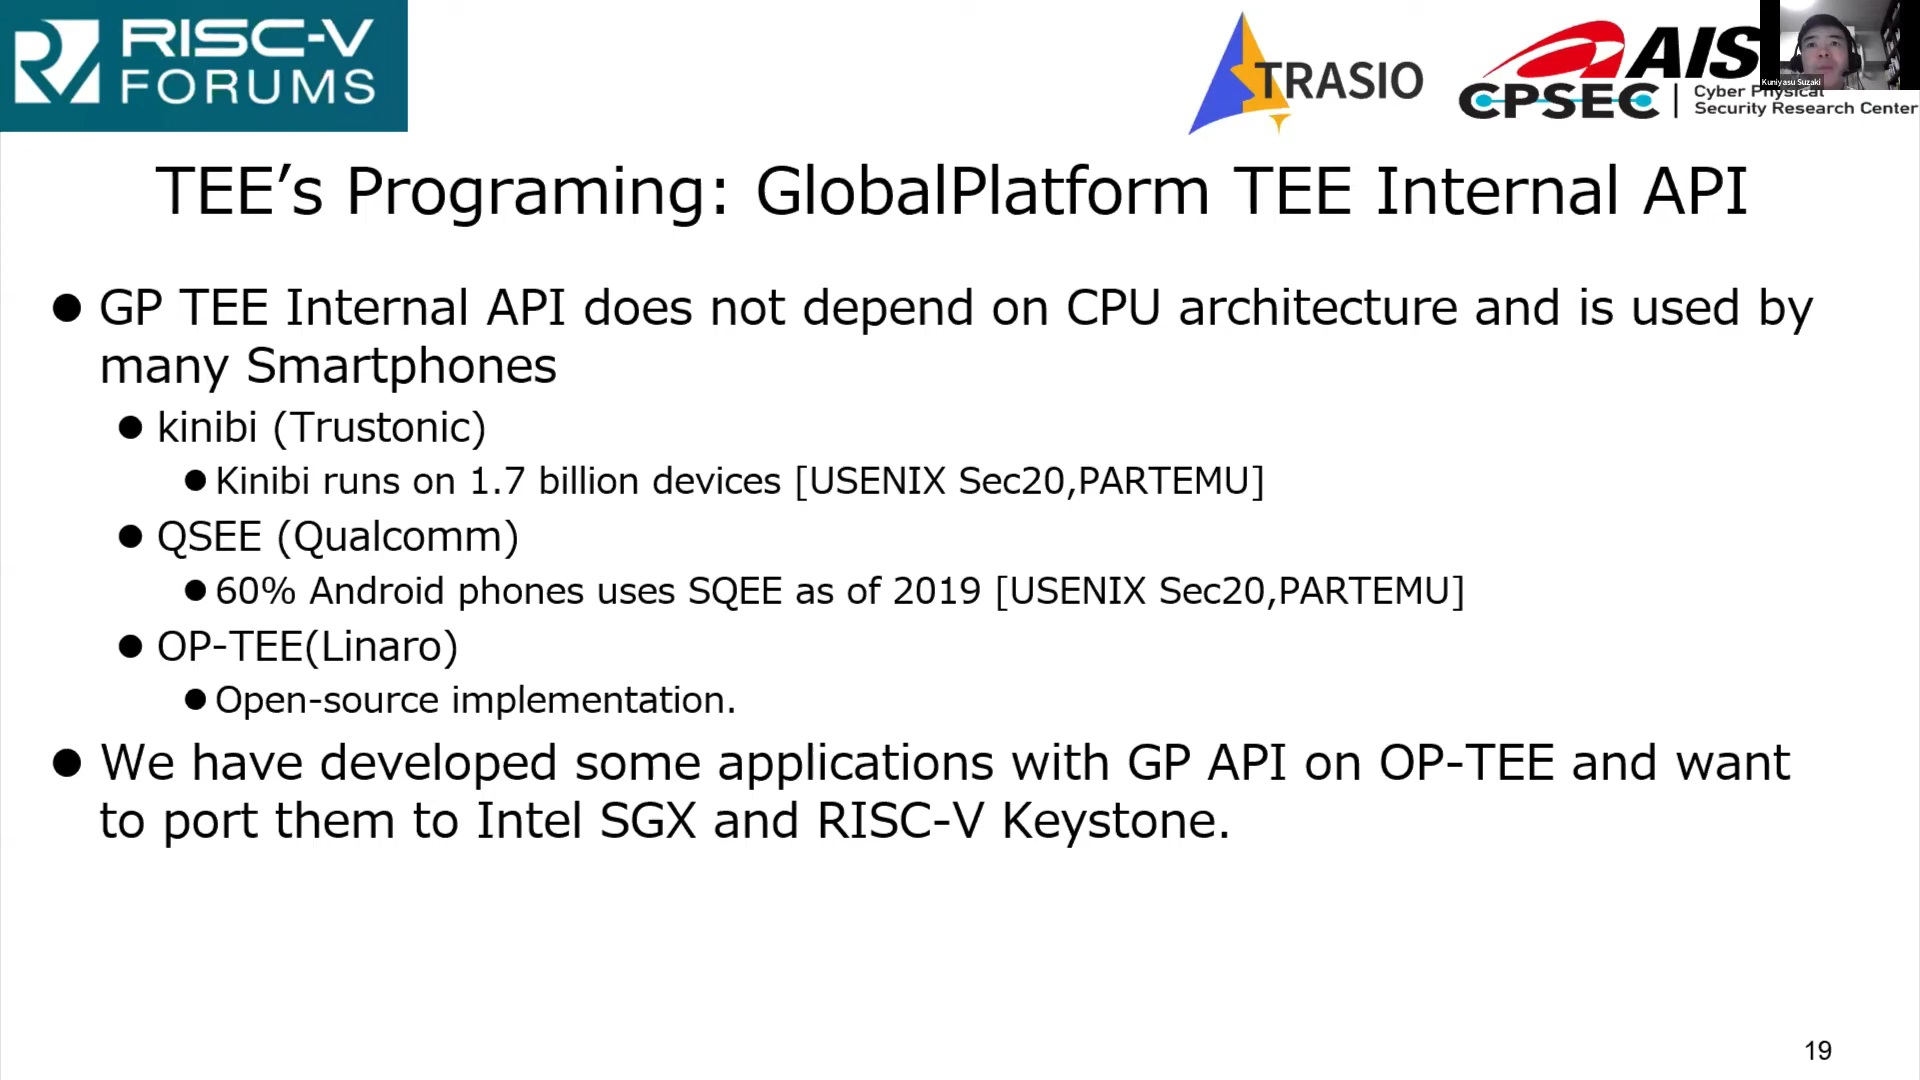 RISC-V
FORUMS
TRASIO
AIS
CPSEC
Cyber Physical
Security Research Center
Kuniyasu Suzaki
TEE’s Programing: GlobalPlatform TEE Internal API
● GP TEE Internal API does not depend on CPU architecture and is used by
many Smartphones
● kinibi (Trustonic)
● Kinibi runs on 1.7 billion devices [USENIX Sec20,PARTEMU]
● QSEE (Qualcomm)
● 60% Android phones uses SQEE as of 2019 [USENIX Sec20,PARTEMU]
● OP-TEE(Linaro)
● Open-source implementation.
● We have developed some applications with GP API on OP-TEE and want
to port them to Intel SGX and RISC-V Keystone.
19